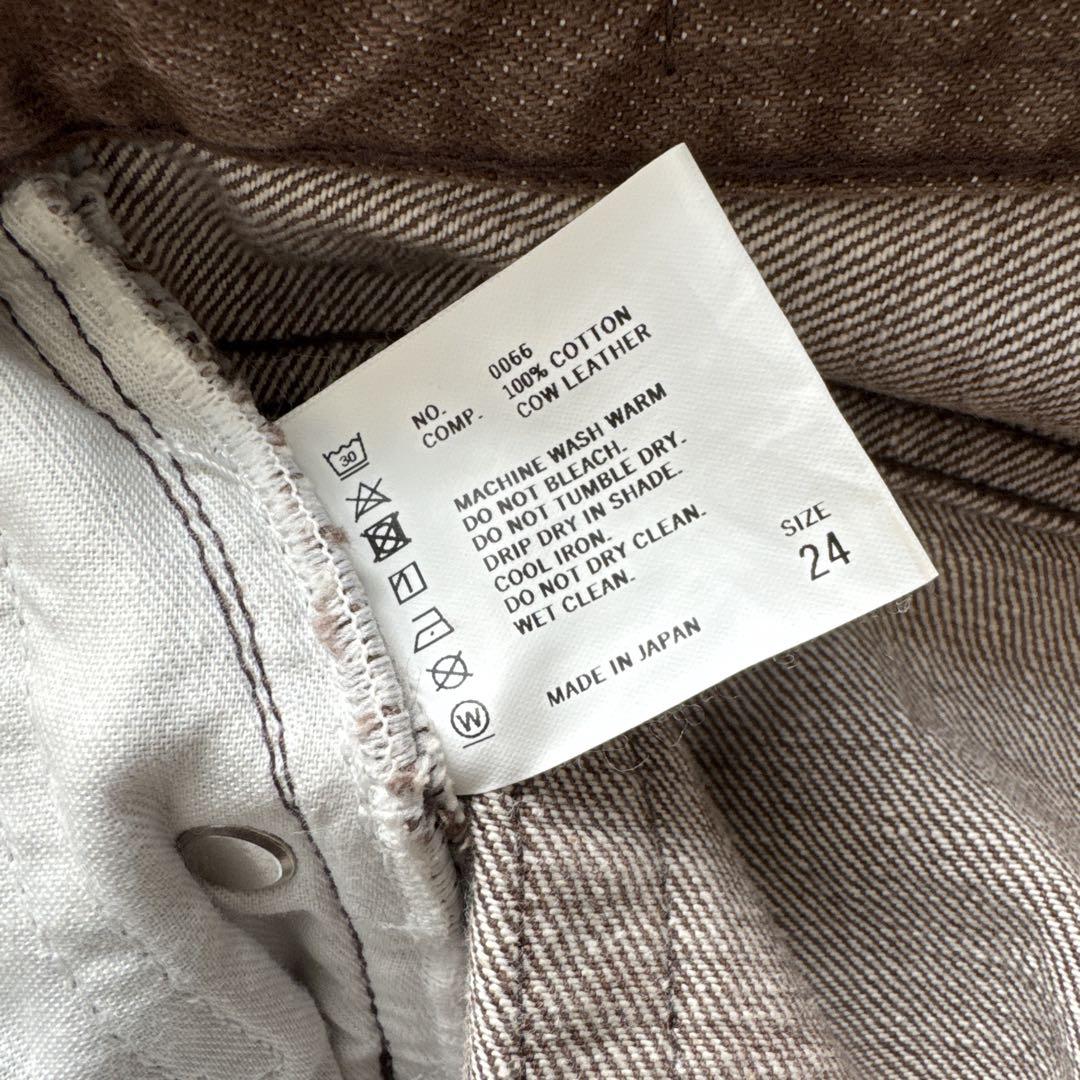 NO. 0066
COMP. 100% COTTON
COW LEATHER
MACHINE WASH WARM
DO NOT BLEACH.
DO NOT TUMBLE DRY.
DRIP DRY IN SHADE.
COOL IRON.
DO NOT DRY CLEAN.
WET CLEAN.
MADE IN JAPAN
SIZE
24
30
W